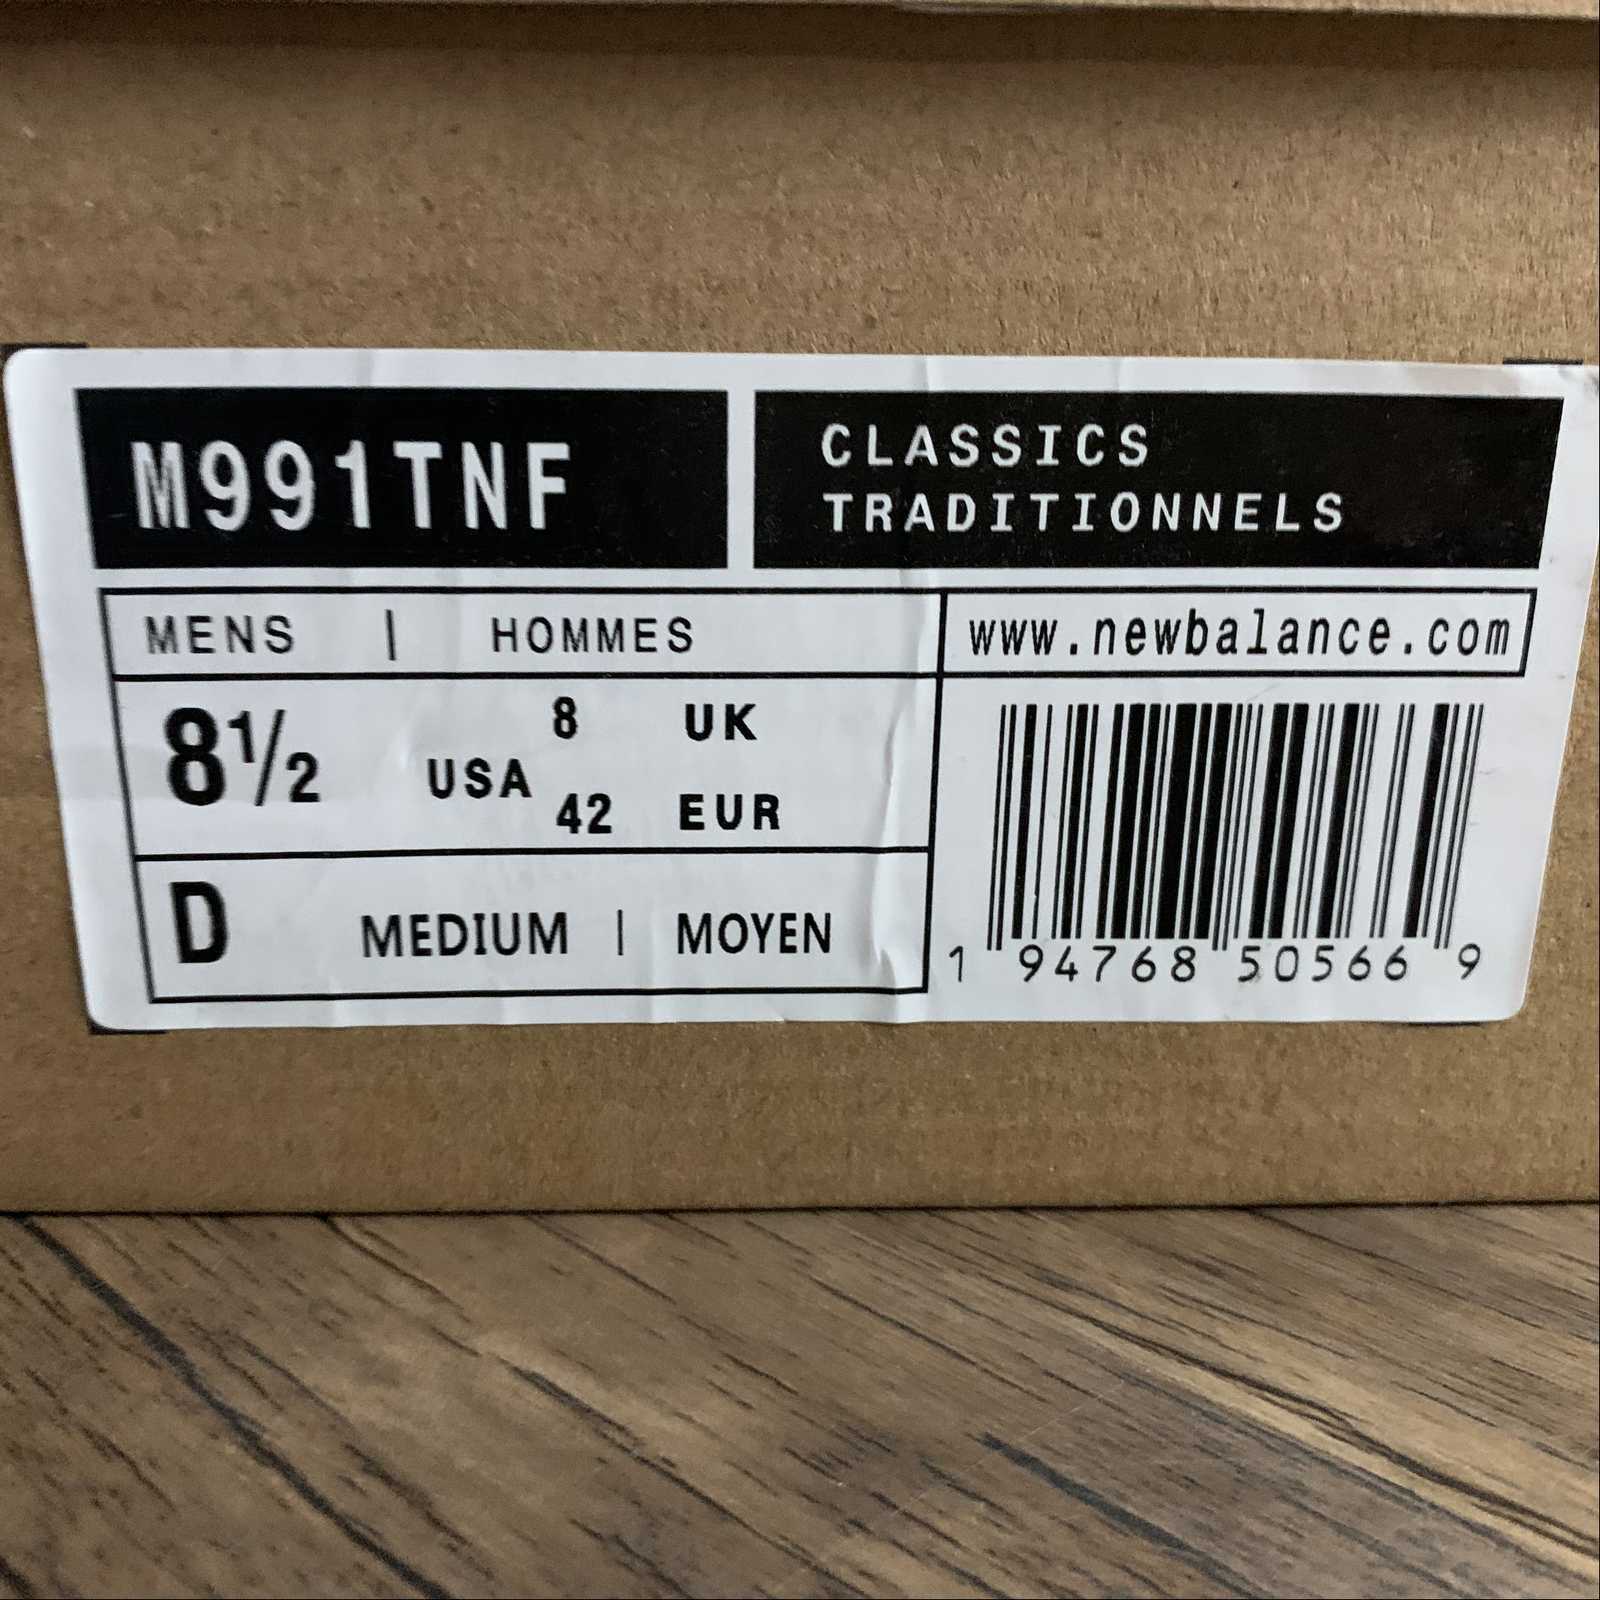 M991TNF
CLASSICS
TRADITIONNELS
MENS | HOMMES
www.newbalance.com
8½ USA
8 UK
42 EUR
D MEDIUM | MOYEN
1 94768 50566 9